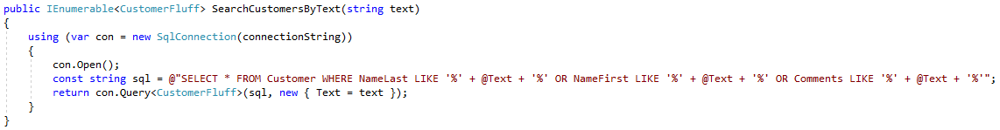 public IEnumerable<CustomerFluff> SearchCustomersByText(string text)
{
    using (var con = new SqlConnection(connectionString))
    {
        con.Open();
        const string sql = @"SELECT * FROM Customer WHERE NameLast LIKE '%' + @Text + '%' OR NameFirst LIKE '%' + @Text + '%' OR Comments LIKE '%' + @Text + '%'";
        return con.Query<CustomerFluff>(sql, new { Text = text });
    }
}